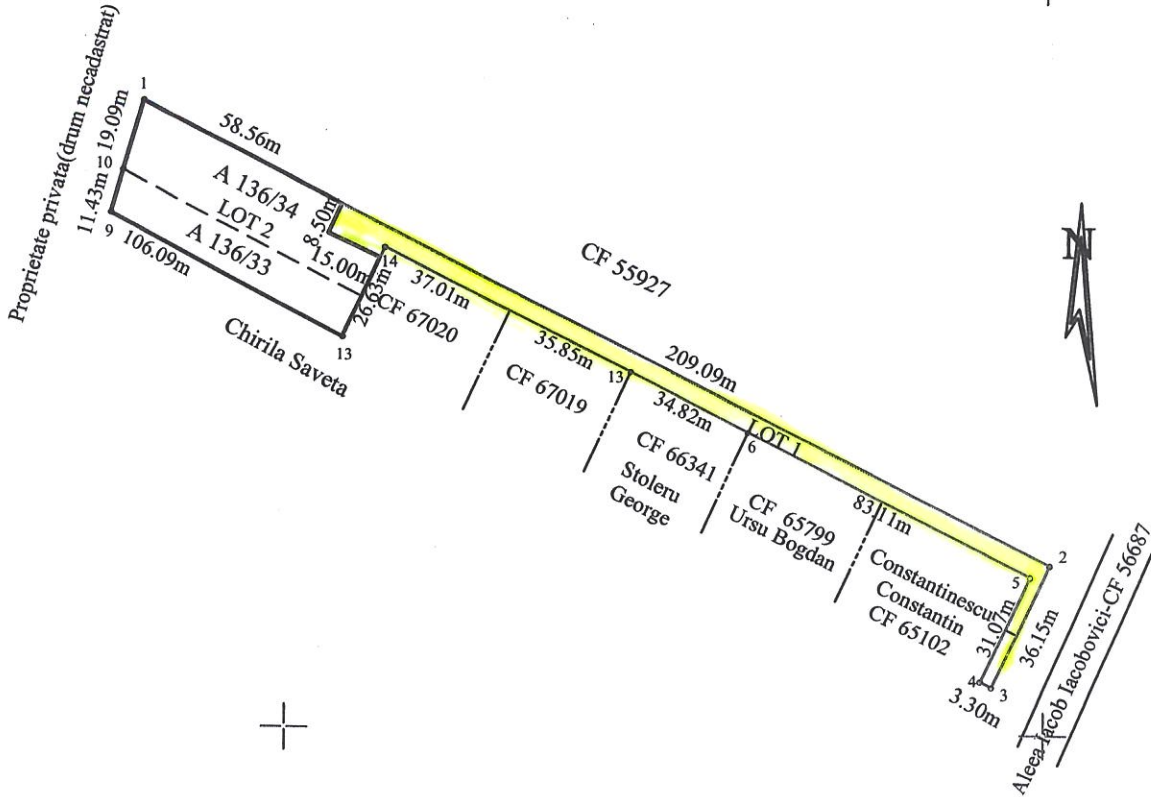 Proprietate privata(drum necadastrat)
1
19.09m
58.56m
10
A 136/34
11.43m
LOT 2
8.50m
9
A 136/33
106.09m
15.00m
14
26.63m
37.01m
CF 67020
13
Chirila Saveta
CF 55927
N
35.85m
CF 67019
13
209.09m
34.82m
CF 66341
Stoleru
George
6
LOT 1
CF 65799
Ursu Bogdan
83.11m
Constantinescu
Constantin
CF 65102
5
2
31.07m
36.15m
4
3
3.30m
Aleea Iacob Iacobovici-CF 56687